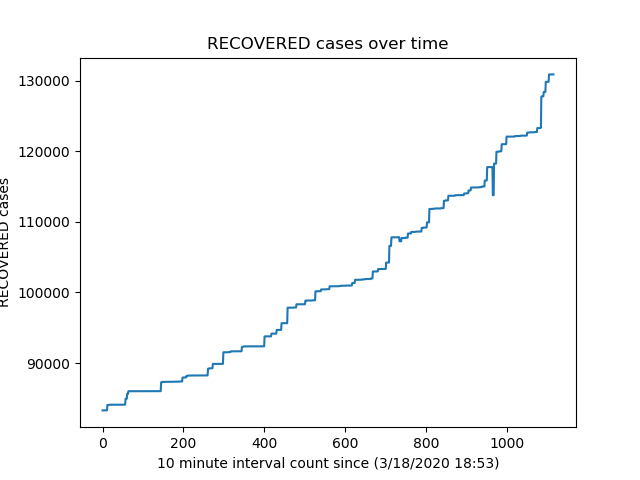 RECOVERED cases over time
130000
120000
110000
100000
90000
RECOVERED cases
0 200 400 600 800 1000
10 minute interval count since (3/18/2020 18:53)